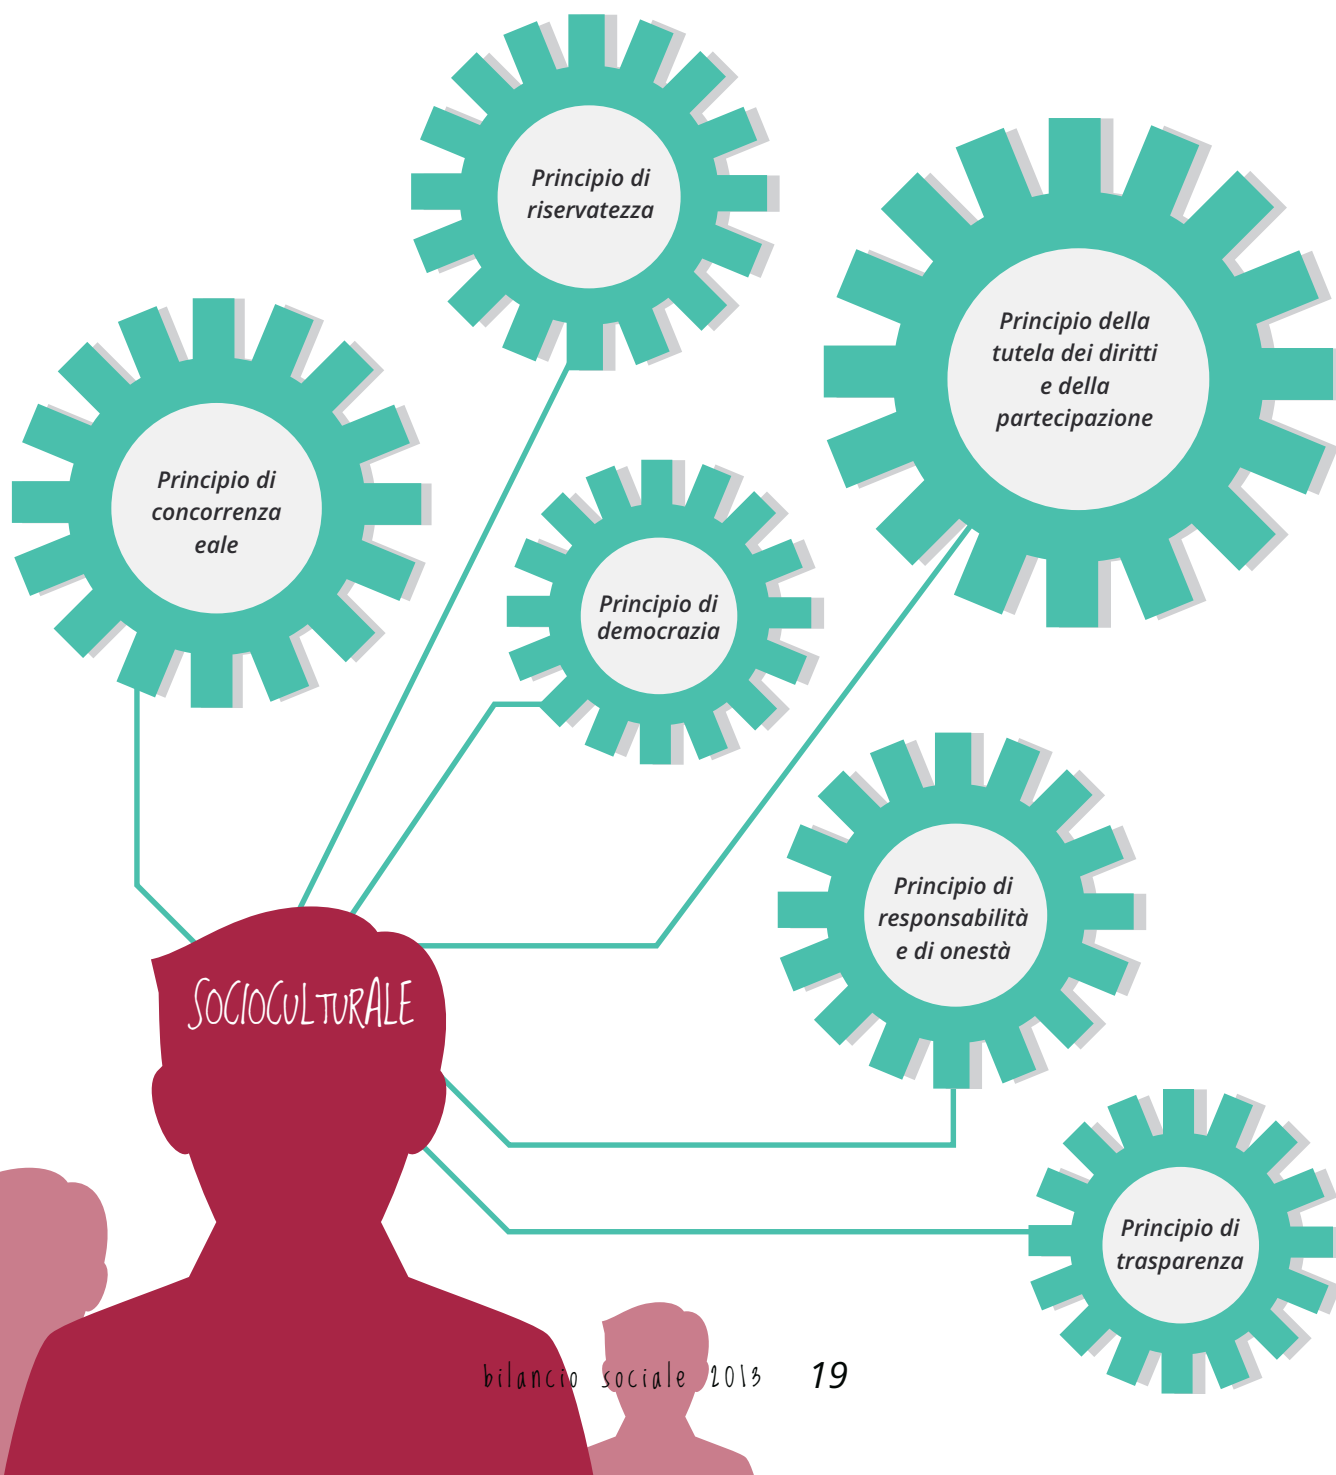 Principio di
riservatezza
Principio della
tutela dei diritti
e della
partecipazione
Principio di
concorrenza
eale
Principio di
democrazia
Principio di
responsabilità
e di onestà
SOCIOCULTURALE
Principio di
trasparenza
bilancio sociale 2013 19